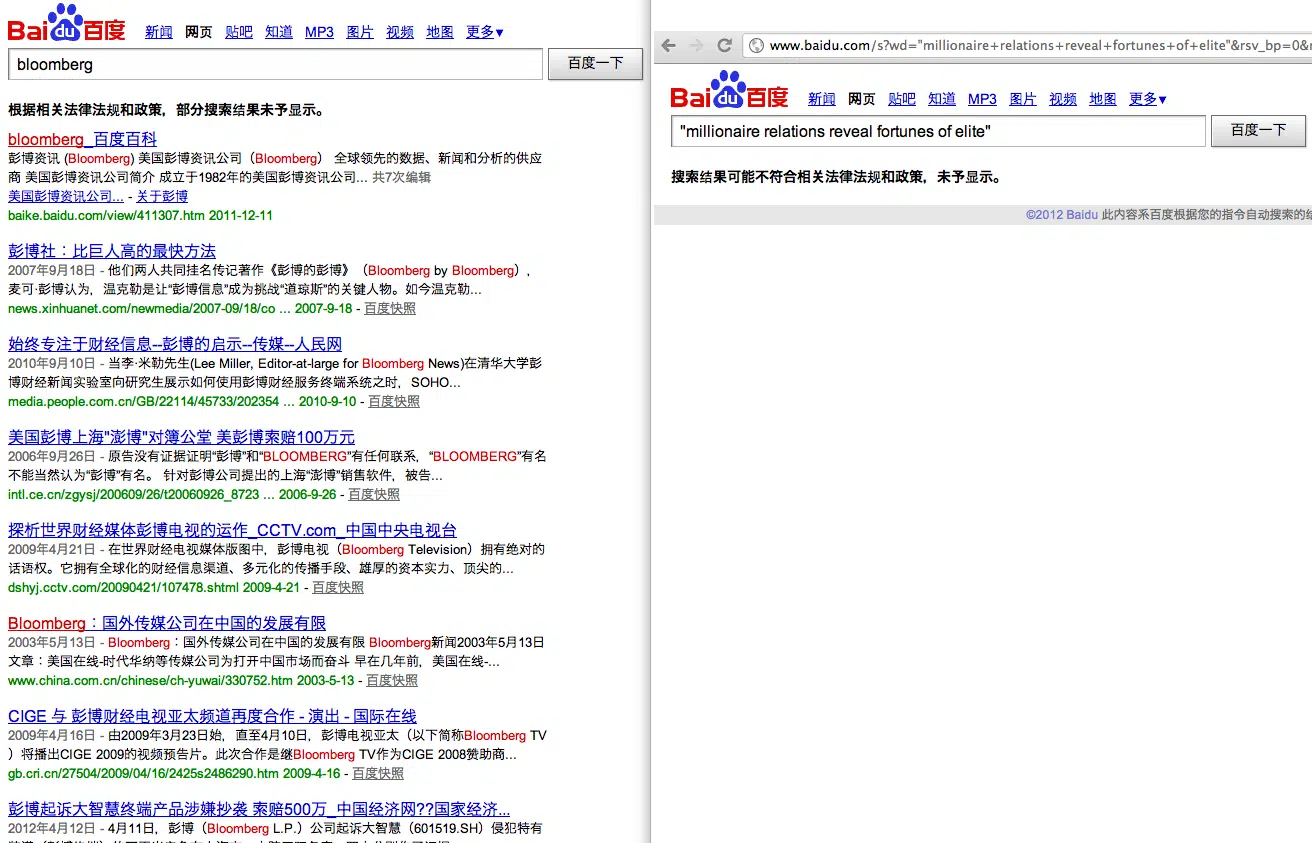 Bai du 百度
新闻 网页 贴吧 知道 MP3 图片 视频 地图 更多▼
bloomberg
百度一下
根据相关法律法规和政策，部分搜索结果未予显示。
bloomberg_百度百科
彭博资讯 (Bloomberg) 美国彭博资讯公司（Bloomberg） 全球领先的数据、新闻和分析的供应
商 美国彭博资讯公司简介 成立于1982年的美国彭博资讯公司... 共7次编辑
美国彭博资讯公司... - 关于彭博
baike.baidu.com/view/411307.htm 2011-12-11
彭博社：比巨人高的最快方法
2007年9月18日 - 他们两人共同挂名传记著作《彭博的彭博》（Bloomberg by Bloomberg），
麦可·彭博认为，温克勒是让“彭博信息”成为挑战“道琼斯”的关键人物。如今温克勒...
news.xinhuanet.com/newmedia/2007-09/18/co ... 2007-9-18 - 百度快照
始终专注于财经信息--彭博的启示--传媒--人民网
2010年9月10日 - 当李·米勒先生(Lee Miller, Editor-at-large for Bloomberg News)在清华大学彭
博财经新闻实验室向研究生展示如何使用彭博财经服务终端系统之时，SOHO...
media.people.com.cn/GB/22114/45733/202354 ... 2010-9-10 - 百度快照
美国彭博上海"澎博"对簿公堂 美彭博索赔100万元
2006年9月26日 - 原告没有证据证明“彭博”和“BLOOMBERG”有任何联系，“BLOOMBERG”有名
不能当然认为“彭博”有名。 针对彭博公司提出的上海“澎博”销售软件，被告...
intl.ce.cn/zgysj/200609/26/t20060926_8723 ... 2006-9-26 - 百度快照
探析世界财经媒体彭博电视的运作_CCTV.com_中国中央电视台
2009年4月21日 - 在世界财经电视媒体版图中，彭博电视（Bloomberg Television）拥有绝对的
话语权。它拥有全球化的财经信息渠道、多元化的传播手段、雄厚的资本实力、顶尖的...
dshyj.cctv.com/20090421/107478.shtml 2009-4-21 - 百度快照
Bloomberg：国外传媒公司在中国的发展有限
2003年5月13日 - Bloomberg：国外传媒公司在中国的发展有限 Bloomberg新闻2003年5月13日
文章：美国在线-时代华纳等传媒公司为打开中国市场而奋斗 早在几年前，美国在线-...
www.china.com.cn/chinese/ch-yuwai/330752.htm 2003-5-13 - 百度快照
CIGE 与 彭博财经电视亚太频道再度合作 - 演出 - 国际在线
2009年4月16日 - 由2009年3月23日始，直至4月10日，彭博电视亚太（以下简称Bloomberg TV
）将播出CIGE 2009的视频预告片。此次合作是继Bloomberg TV作为CIGE 2008赞助商...
gb.cri.cn/27504/2009/04/16/2425s2486290.htm 2009-4-16 - 百度快照
彭博起诉大智慧终端产品涉嫌抄袭 索赔500万_中国经济网??国家经济...
2012年4月12日 - 4月11日，彭博（Bloomberg L.P.）公司起诉大智慧（601519.SH）侵犯特有
www.baidu.com/s?wd="millionaire+relations+reveal+fortunes+of+elite"&rsv_bp=0&
Bai du 百度
新闻 网页 贴吧 知道 MP3 图片 视频 地图 更多▼
"millionaire relations reveal fortunes of elite"
百度一下
搜索结果可能不符合相关法律法规和政策，未予显示。
©2012 Baidu 此内容系百度根据您的指令自动搜索的